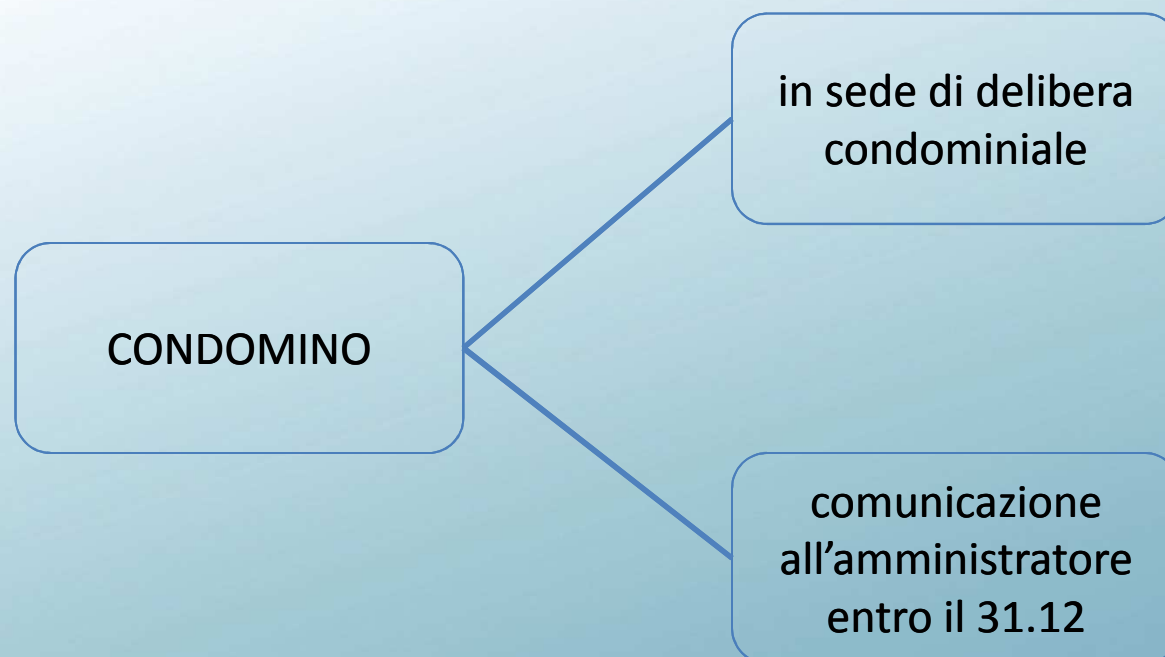 in sede di delibera
condominiale
CONDOMINO
comunicazione
all’amministratore
entro il 31.12